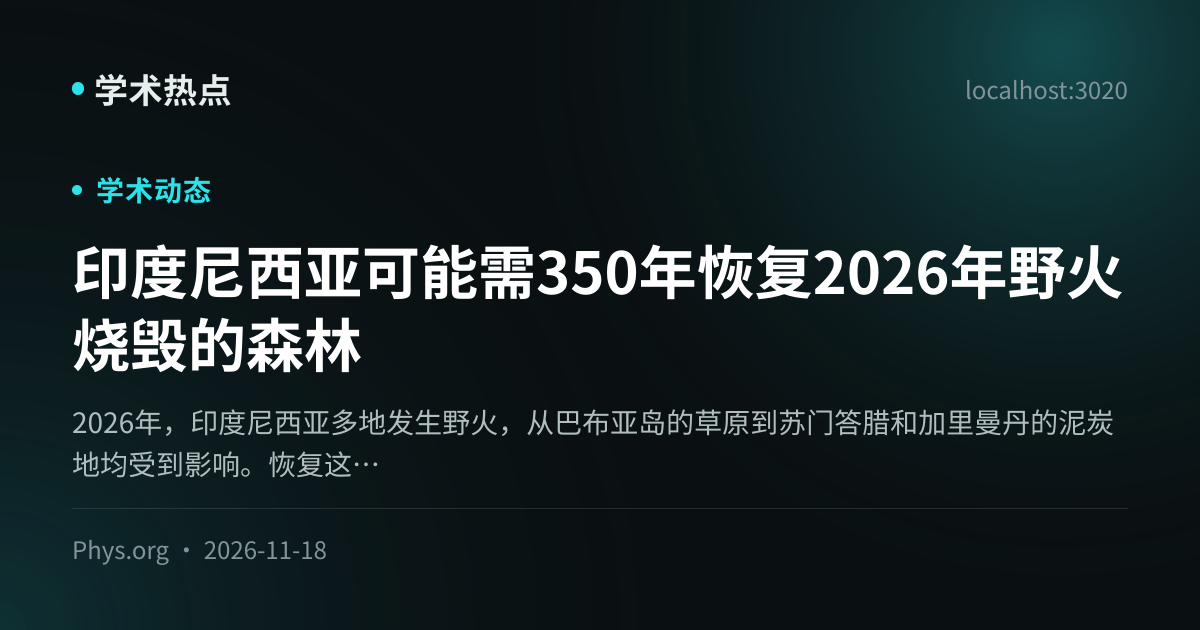 学术热点
localhost:3020
学术动态
印度尼西亚可能需350年恢复2026年野火
烧毁的森林
2026年，印度尼西亚多地发生野火，从巴布亚岛的草原到苏门答腊和加里曼丹的泥炭
地均受到影响。恢复这…
Phys.org · 2026-11-18